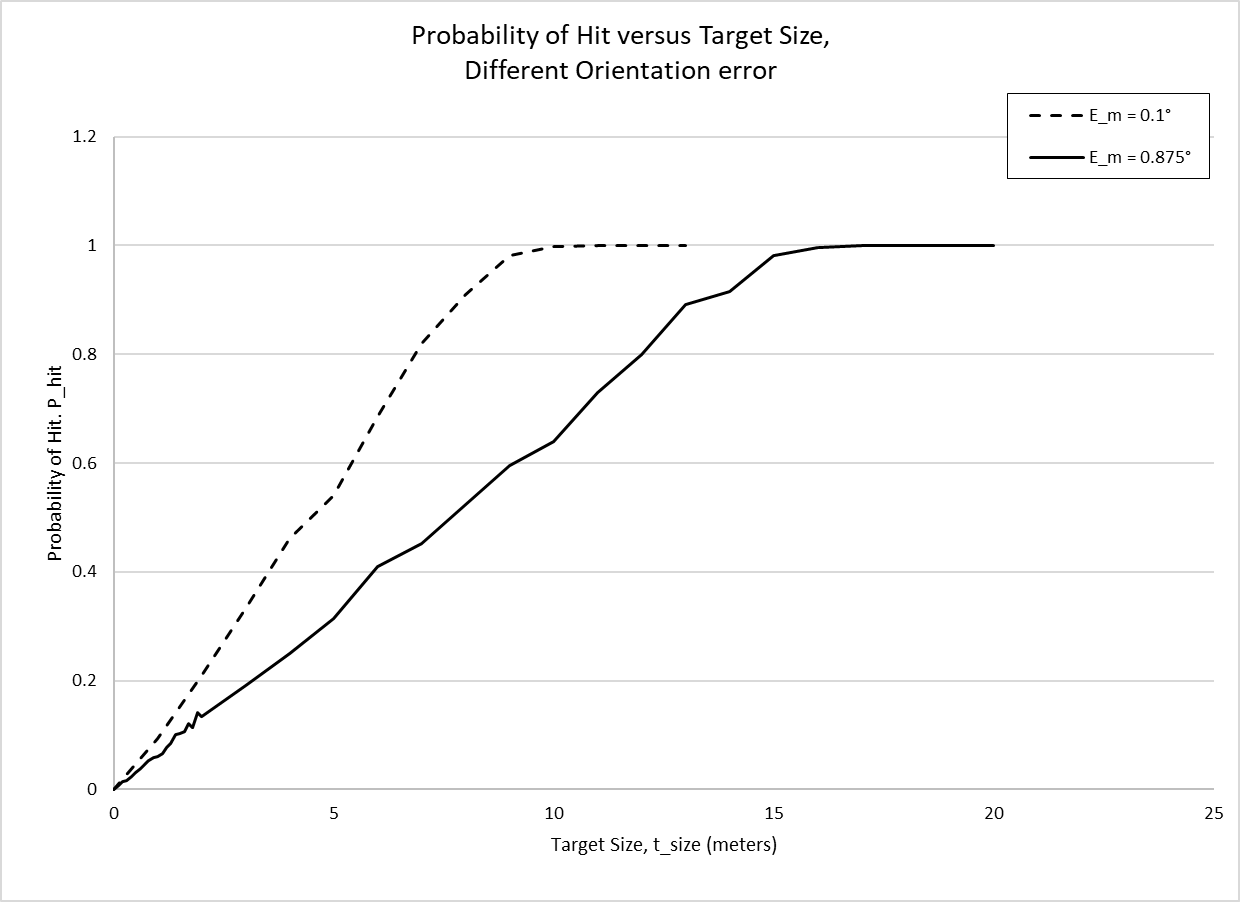 Probability of Hit versus Target Size,
Different Orientation error
E_m = 0.1°
E_m = 0.875°
1.2
1
0.8
0.6
0.4
0.2
0
Probability of Hit. P_hit
0 5 10 15 20 25
Target Size, t_size (meters)